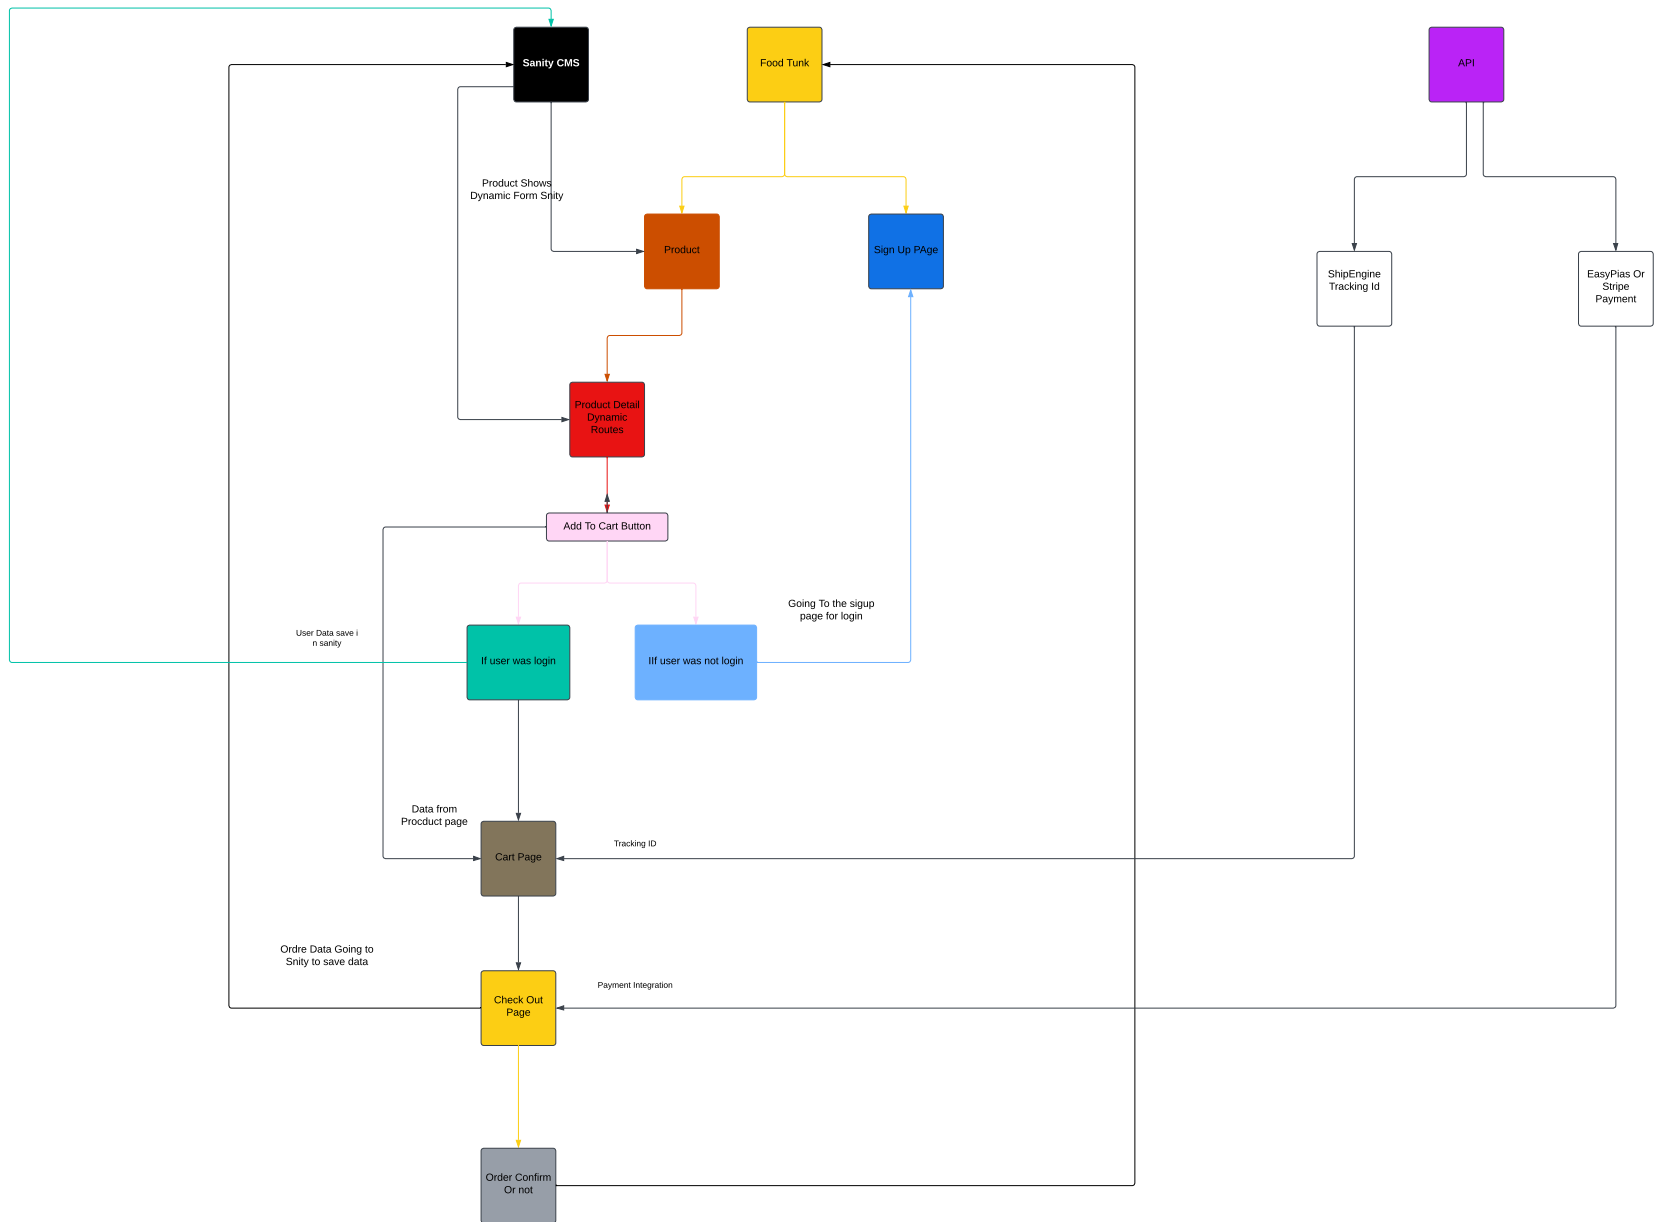 Sanity CMS
Food Tunk
API
Product Shows
Dynamic Form Snity
Product
Sign Up PAge
ShipEngine
Tracking Id
EasyPias Or
Stripe
Payment
Product Detail
Dynamic
Routes
Add To Cart Button
Going To the sigup
page for login
User Data save i
n sanity
If user was login
IIf user was not login
Data from
Procduct page
Tracking ID
Cart Page
Ordre Data Going to
Snity to save data
Payment Integration
Check Out
Page
Order Confirm
Or not